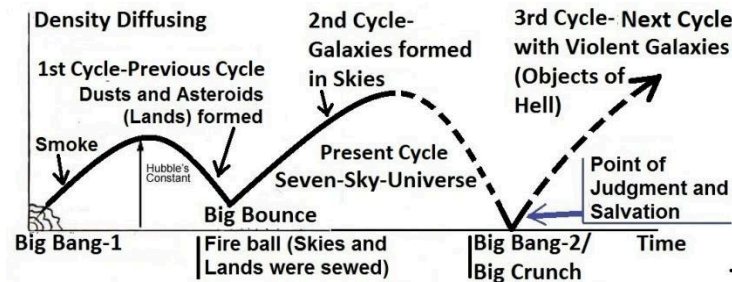 Density Diffusing
1st Cycle-Previous Cycle
Dusts and Asteroids
(Lands) formed
Smoke
Hubble's
Constant
2nd Cycle-
Galaxies formed
in Skies
Present Cycle
Seven-Sky-Universe
3rd Cycle- Next Cycle
with Violent Galaxies
(Objects of
Hell)
Point of
Judgment and
Salvation
Big Bounce
Big Bang-1
Fire ball (Skies and
Lands were sewed)
Big Bang-2/
Big Crunch
Time